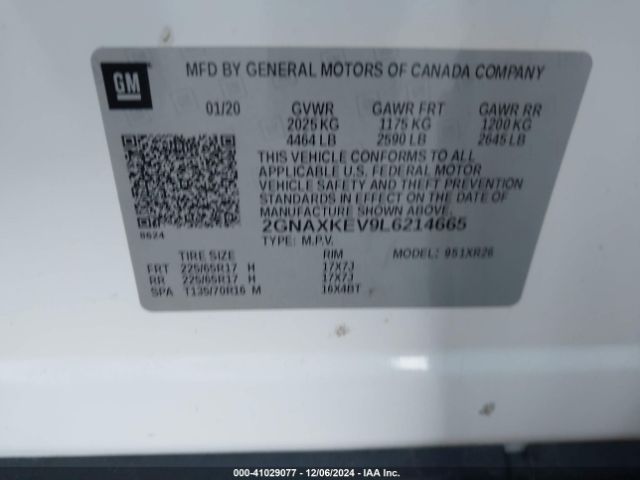 GM
MFD BY GENERAL MOTORS OF CANADA COMPANY
01/20 GVWR GAWR FRT GAWR RR
2025 KG 1175 KG 1200 KG
4464 LB 2590 LB 2645 LB
THIS VEHICLE CONFORMS TO ALL
APPLICABLE U.S. FEDERAL MOTOR
VEHICLE SAFETY AND THEFT PREVENTION
STANDARDS IN EFFECT ON THE DATE OF
MANUFACTURE SHOWN ABOVE.
8624
2GNAXKEV9L6214665
TYPE: M.P.V. MODEL: 951XR26
TIRE SIZE RIM
FRT 225/65R17 H 17X7J
RR 225/65R17 H 17X7J
SPA T135/70R16 M 16X4BT
000-41029077 - 12/06/2024 - IAA Inc.